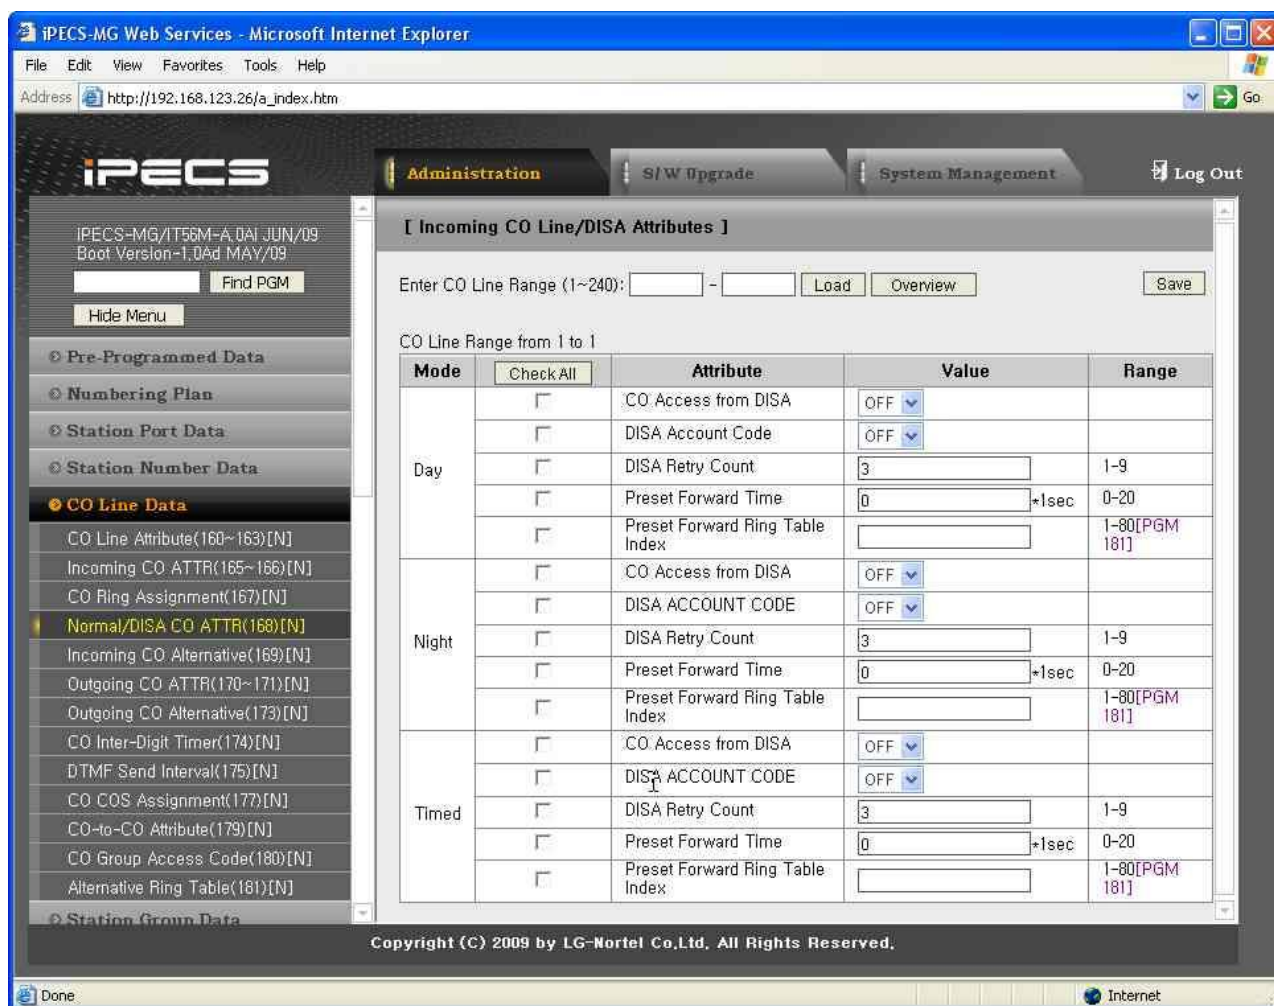 iPECS-MG Web Services - Microsoft Internet Explorer
File Edit View Favorites Tools Help
Address http://192.168.123.26/a_index.htm Go
iPECS
Administration S/W Upgrade System Management Log Out
iPECS-MG/IT56M-A.0Ai JUN/09
Boot Version-1.0Ad MAY/09
Find PGM
Hide Menu
Pre-Programmed Data
Numbering Plan
Station Port Data
Station Number Data
CO Line Data
CO Line Attribute(160~163)[N]
Incoming CO ATTR(165~166)[N]
CO Ring Assignment(167)[N]
Normal/DISA CO ATTR(168)[N]
Incoming CO Alternative(169)[N]
Outgoing CO ATTR(170~171)[N]
Outgoing CO Alternative(173)[N]
CO Inter-Digit Timer(174)[N]
DTMF Send Interval(175)[N]
CO COS Assignment(177)[N]
CO-to-CO Attribute(179)[N]
CO Group Access Code(180)[N]
Alternative Ring Table(181)[N]
Station Group Data
[ Incoming CO Line/DISA Attributes ]
Enter CO Line Range (1~240): - Load Overview Save
CO Line Range from 1 to 1
Mode Check All Attribute Value Range
Day
CO Access from DISA OFF
DISA Account Code OFF
DISA Retry Count 3 1-9
Preset Forward Time 0 *1sec 0-20
Preset Forward Ring Table Index 1-80[PGM 181]
Night
CO Access from DISA OFF
DISA ACCOUNT CODE OFF
DISA Retry Count 3 1-9
Preset Forward Time 0 *1sec 0-20
Preset Forward Ring Table Index 1-80[PGM 181]
Timed
CO Access from DISA OFF
DISA ACCOUNT CODE OFF
DISA Retry Count 3 1-9
Preset Forward Time 0 *1sec 0-20
Preset Forward Ring Table Index 1-80[PGM 181]
Copyright (C) 2009 by LG-Nortel Co,Ltd, All Rights Reserved.
Done Internet